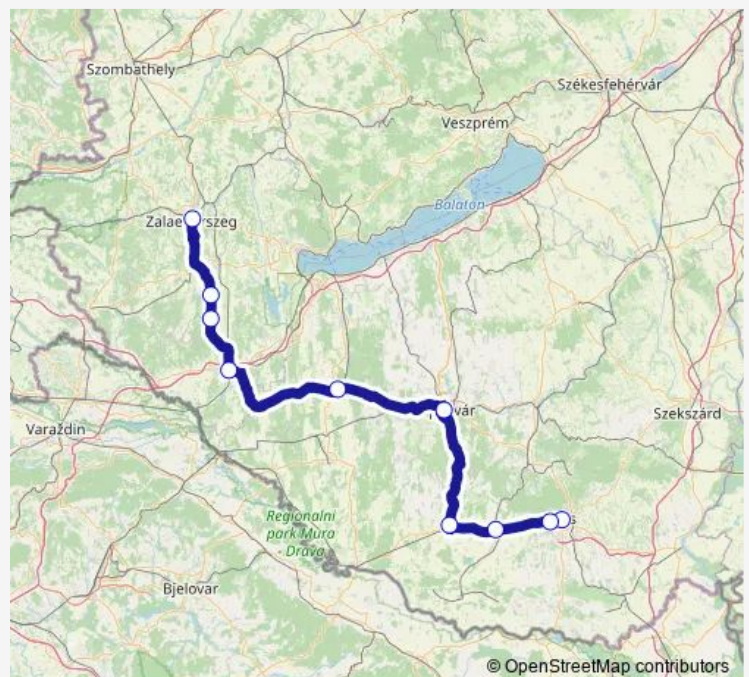 Szombathely
Székesfehérvár
Veszprém
Balaton
Szekszárd
Varaždin
Regionalni
park Mura
- Drava
Bjelovar
© OpenStreetMap contributors